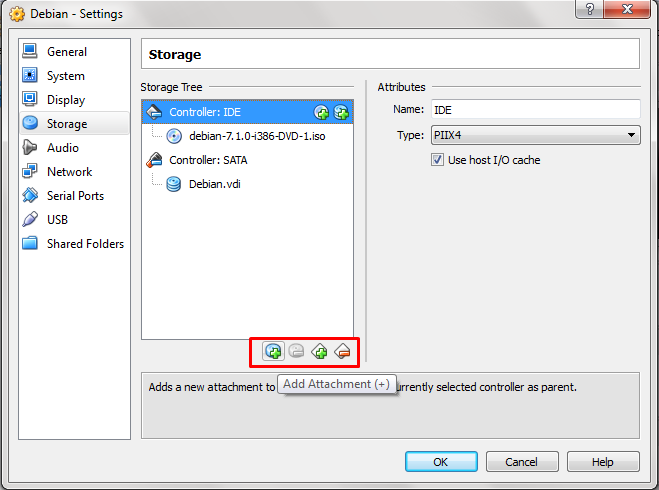 Debian - Settings
General
System
Display
Storage
Audio
Network
Serial Ports
USB
Shared Folders
Storage
Storage Tree
Controller: IDE
debian-7.1.0-i386-DVD-1.iso
Controller: SATA
Debian.vdi
Add Attachment (+)
Attributes
Name: IDE
Type: PIIX4
Use host I/O cache
Adds a new attachment to urrently selected controller as parent.
OK Cancel Help